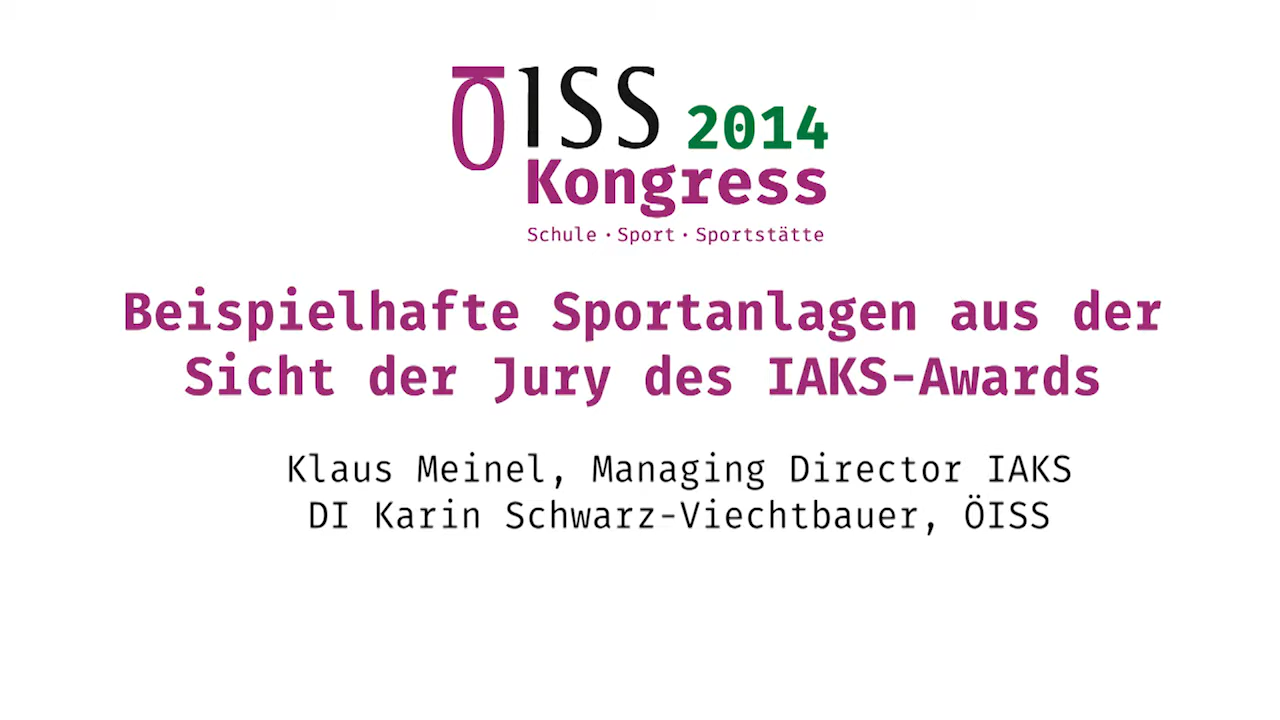 ÖISS 2014
Kongress
Schule · Sport · Sportstätte
Beispielhafte Sportanlagen aus der
Sicht der Jury des IAKS-Awards
Klaus Meinel, Managing Director IAKS
DI Karin Schwarz-Viechtbauer, ÖISS